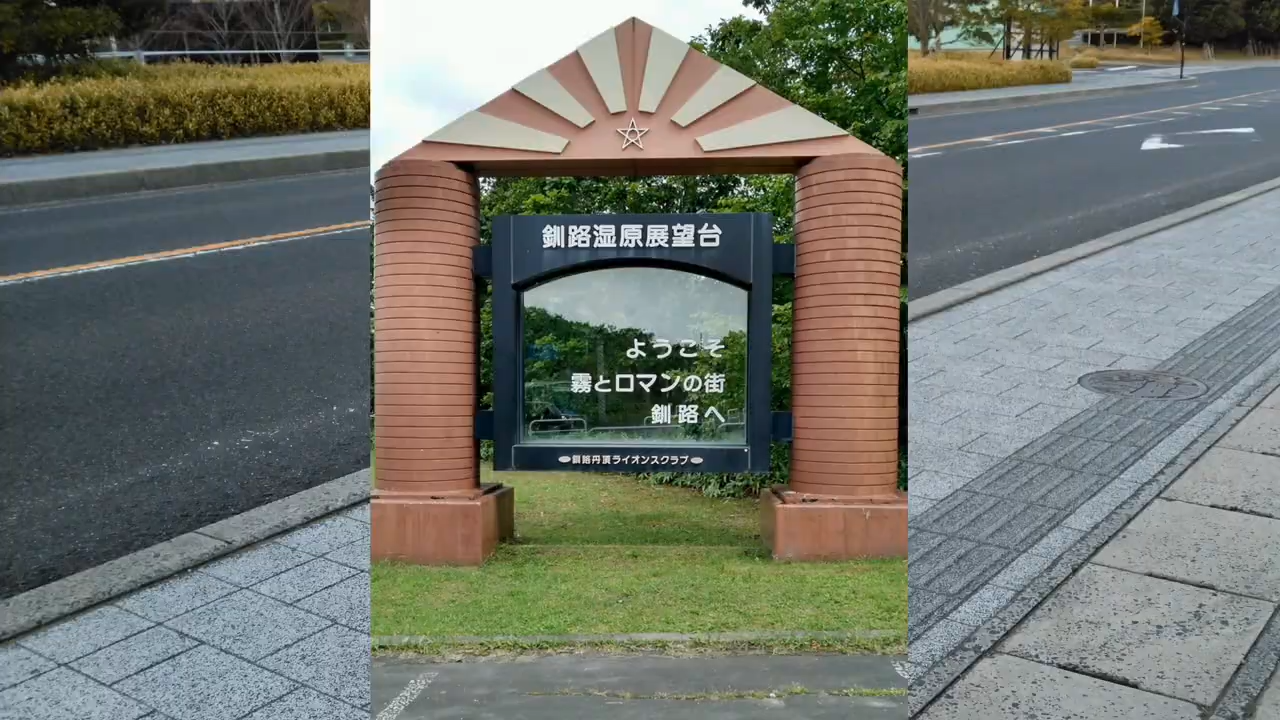 釧路湿原展望台
ようこそ
霧とロマンの街
釧路へ
釧路丹頂ライオンズクラブ